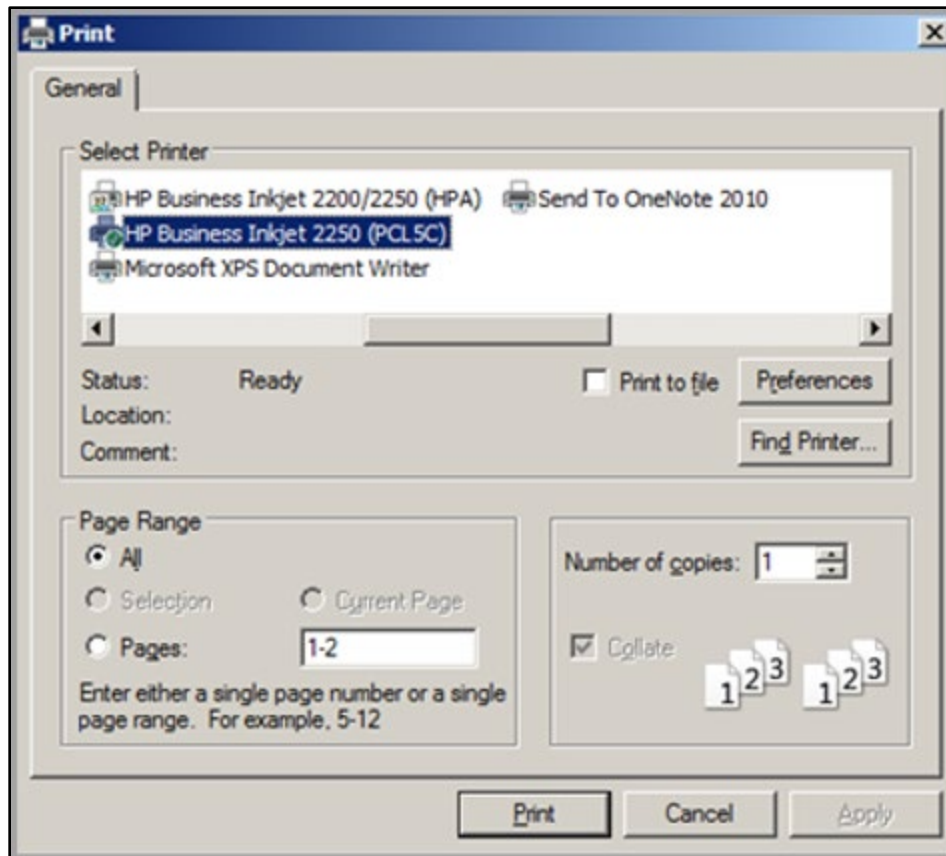 Print
General
Select Printer
HP Business Inkjet 2200/2250 (HPA) Send To OneNote 2010
HP Business Inkjet 2250 (PCL5C)
Microsoft XPS Document Writer
Status: Ready Print to file Preferences
Location:
Comment: Find Printer...
Page Range
All
Selection Current Page
Pages: 1-2
Enter either a single page number or a single
page range. For example, 5-12
Number of copies: 1
Collate
1 2 3 1 2 3
Print Cancel Apply